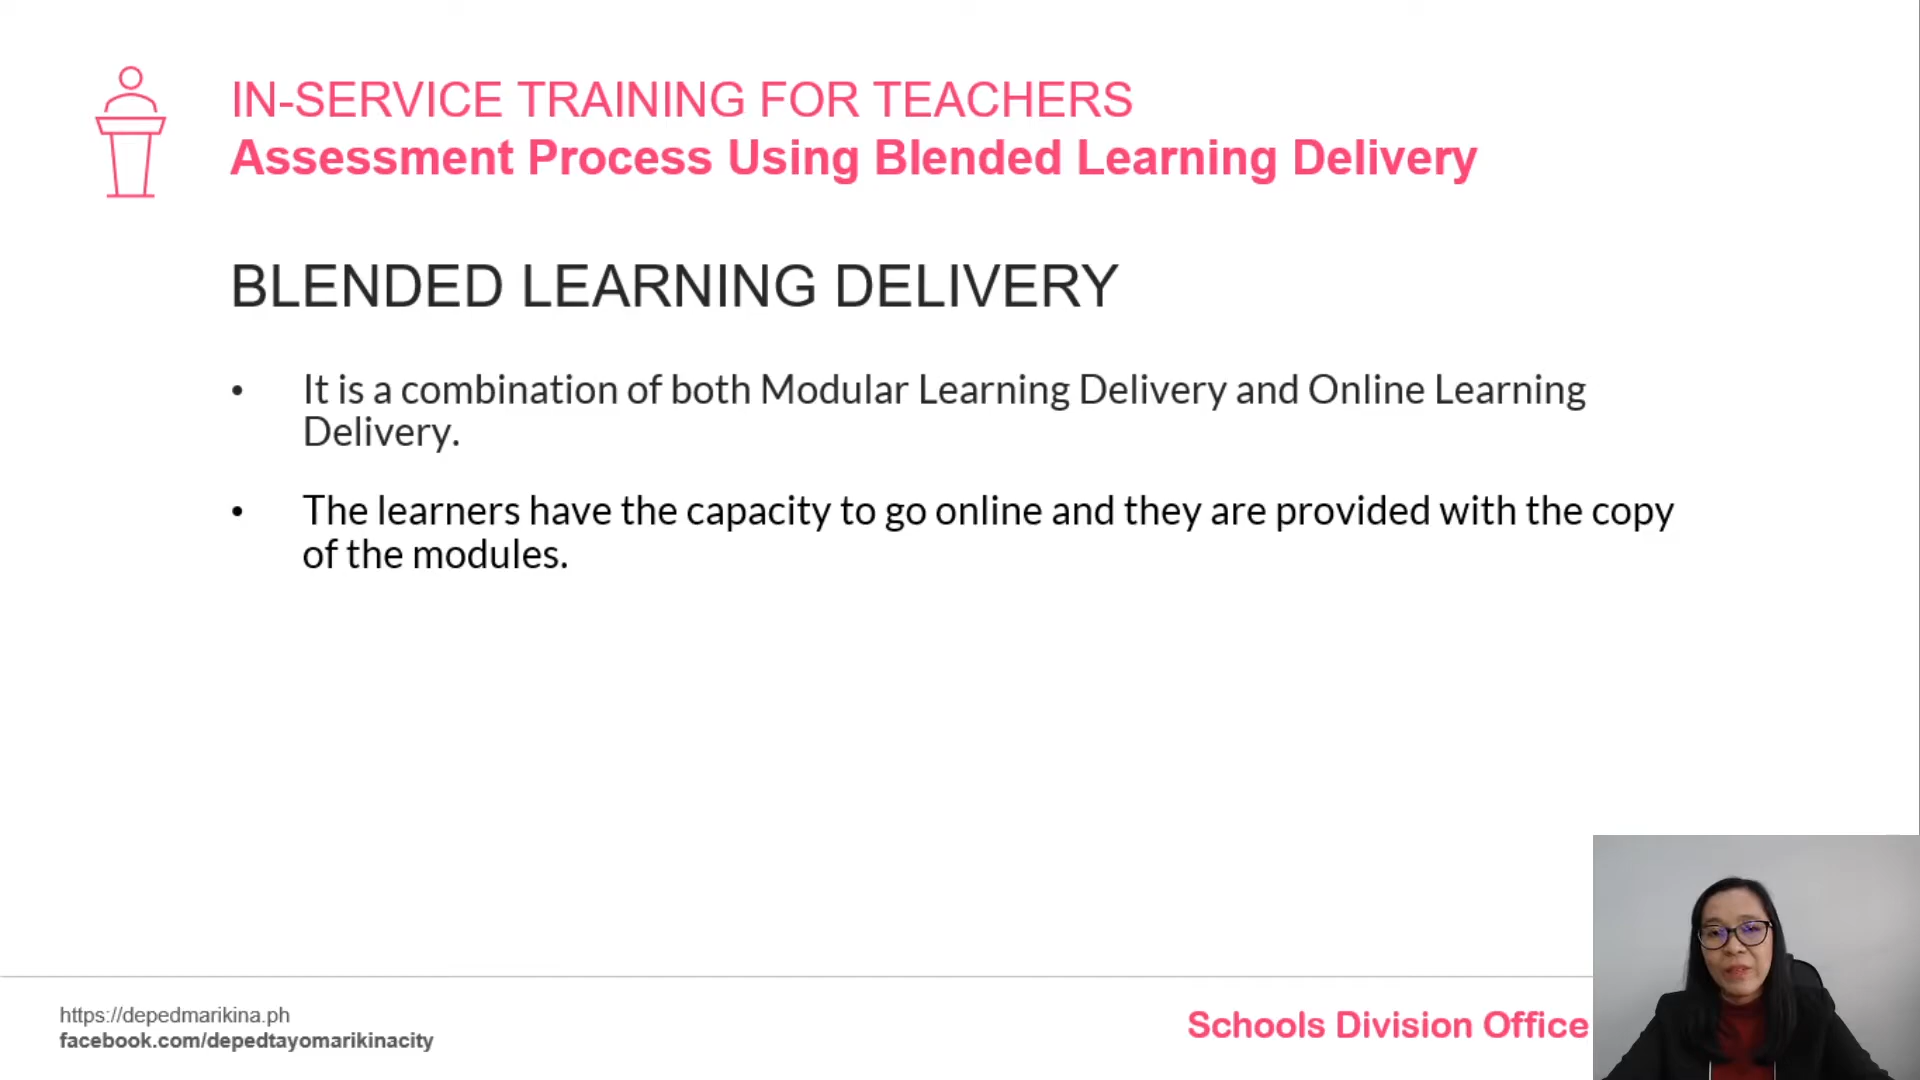 IN-SERVICE TRAINING FOR TEACHERS
Assessment Process Using Blended Learning Delivery
BLENDED LEARNING DELIVERY
• It is a combination of both Modular Learning Delivery and Online Learning
Delivery.
• The learners have the capacity to go online and they are provided with the copy
of the modules.
https://depedmarikina.ph
facebook.com/depedtayomarikinacity
Schools Division Office